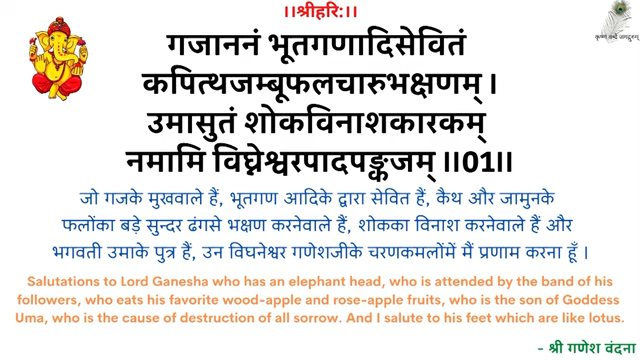 ।।श्रीहरि:।।
कृष्णं वन्दे जगद्गुरुम्
गजाननं भूतगणादिसेवितं
कपित्थजम्बूफलचारुभक्षणम् ।
उमासुतं शोकविनाशकारकम्
नमामि विघ्नेश्वरपादपङ्कजम् ।।01।।
जो गजके मुखवाले हैं, भूतगण आदिके द्वारा सेवित हैं, कैथ और जामुनके
फलोंका बड़े सुन्दर ढंगसे भक्षण करनेवाले हैं, शोकका विनाश करनेवाले हैं और
भगवती उमाके पुत्र हैं, उन विघनेश्वर गणेशजीके चरणकमलोंमें मैं प्रणाम करना हूँ ।
Salutations to Lord Ganesha who has an elephant head, who is attended by the band of his
followers, who eats his favorite wood-apple and rose-apple fruits, who is the son of Goddess
Uma, who is the cause of destruction of all sorrow. And I salute to his feet which are like lotus.
- श्री गणेश वंदना